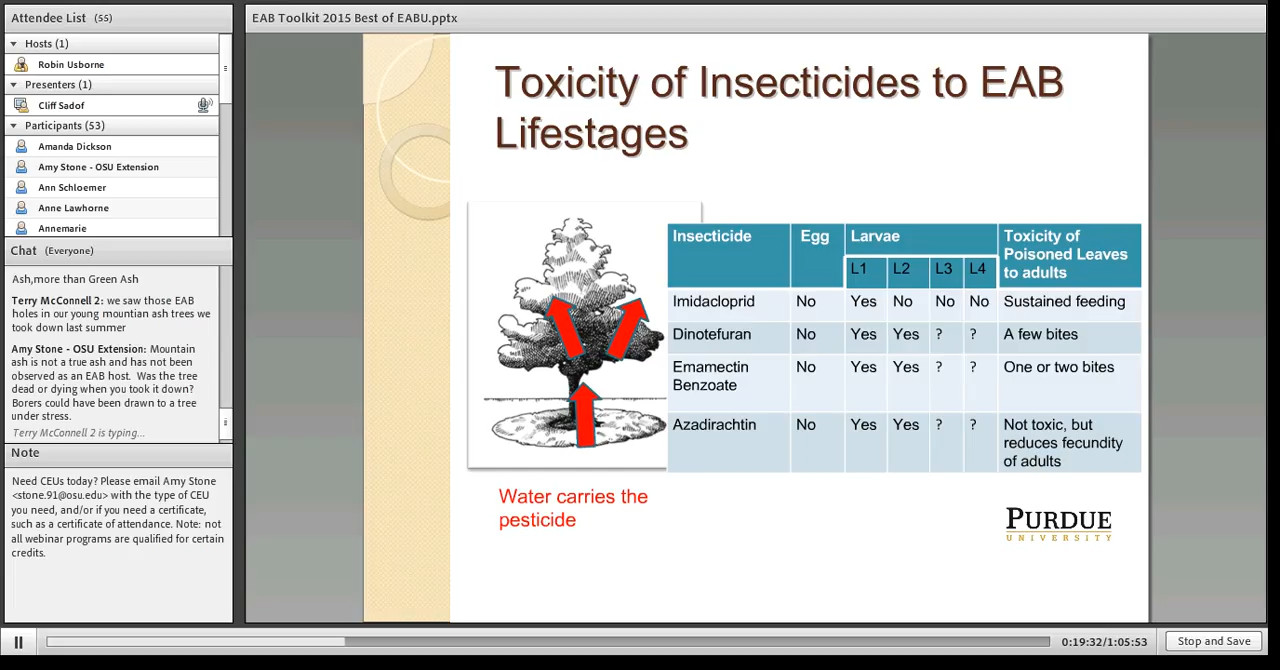 Attendee List (55)
Hosts (1)
Robin Usborne
Presenters (1)
Cliff Sadof
Participants (53)
Amanda Dickson
Amy Stone - OSU Extension
Ann Schloemer
Anne Lawhorne
Annemarie
Chat (Everyone)
Ash,more than Green Ash
Terry McConnell 2: we saw those EAB
holes in our young mountian ash trees we
took down last summer
Amy Stone - OSU Extension: Mountain
ash is not a true ash and has not been
observed as an EAB host. Was the tree
dead or dying when you took it down?
Borers could have been drawn to a tree
under stress.
Terry McConnell 2 is typing...
Note
Need CEUs today? Please email Amy Stone
<stone.91@osu.edu> with the type of CEU
you need, and/or if you need a certificate,
such as a certificate of attendance. Note: not
all webinar programs are qualified for certain
credits.
EAB Toolkit 2015 Best of EABU.pptx
Toxicity of Insecticides to EAB
Lifestages
Insecticide Egg Larvae Toxicity of
Poisoned Leaves
to adults
L1 L2 L3 L4
Imidacloprid No Yes No No No Sustained feeding
Dinotefuran No Yes Yes ? ? A few bites
Emamectin No Yes Yes ? ? One or two bites
Benzoate
Azadirachtin No Yes Yes ? ? Not toxic, but
reduces fecundity
of adults
Water carries the
pesticide
PURDUE
UNIVERSITY
0:19:32/1:05:53
Stop and Save